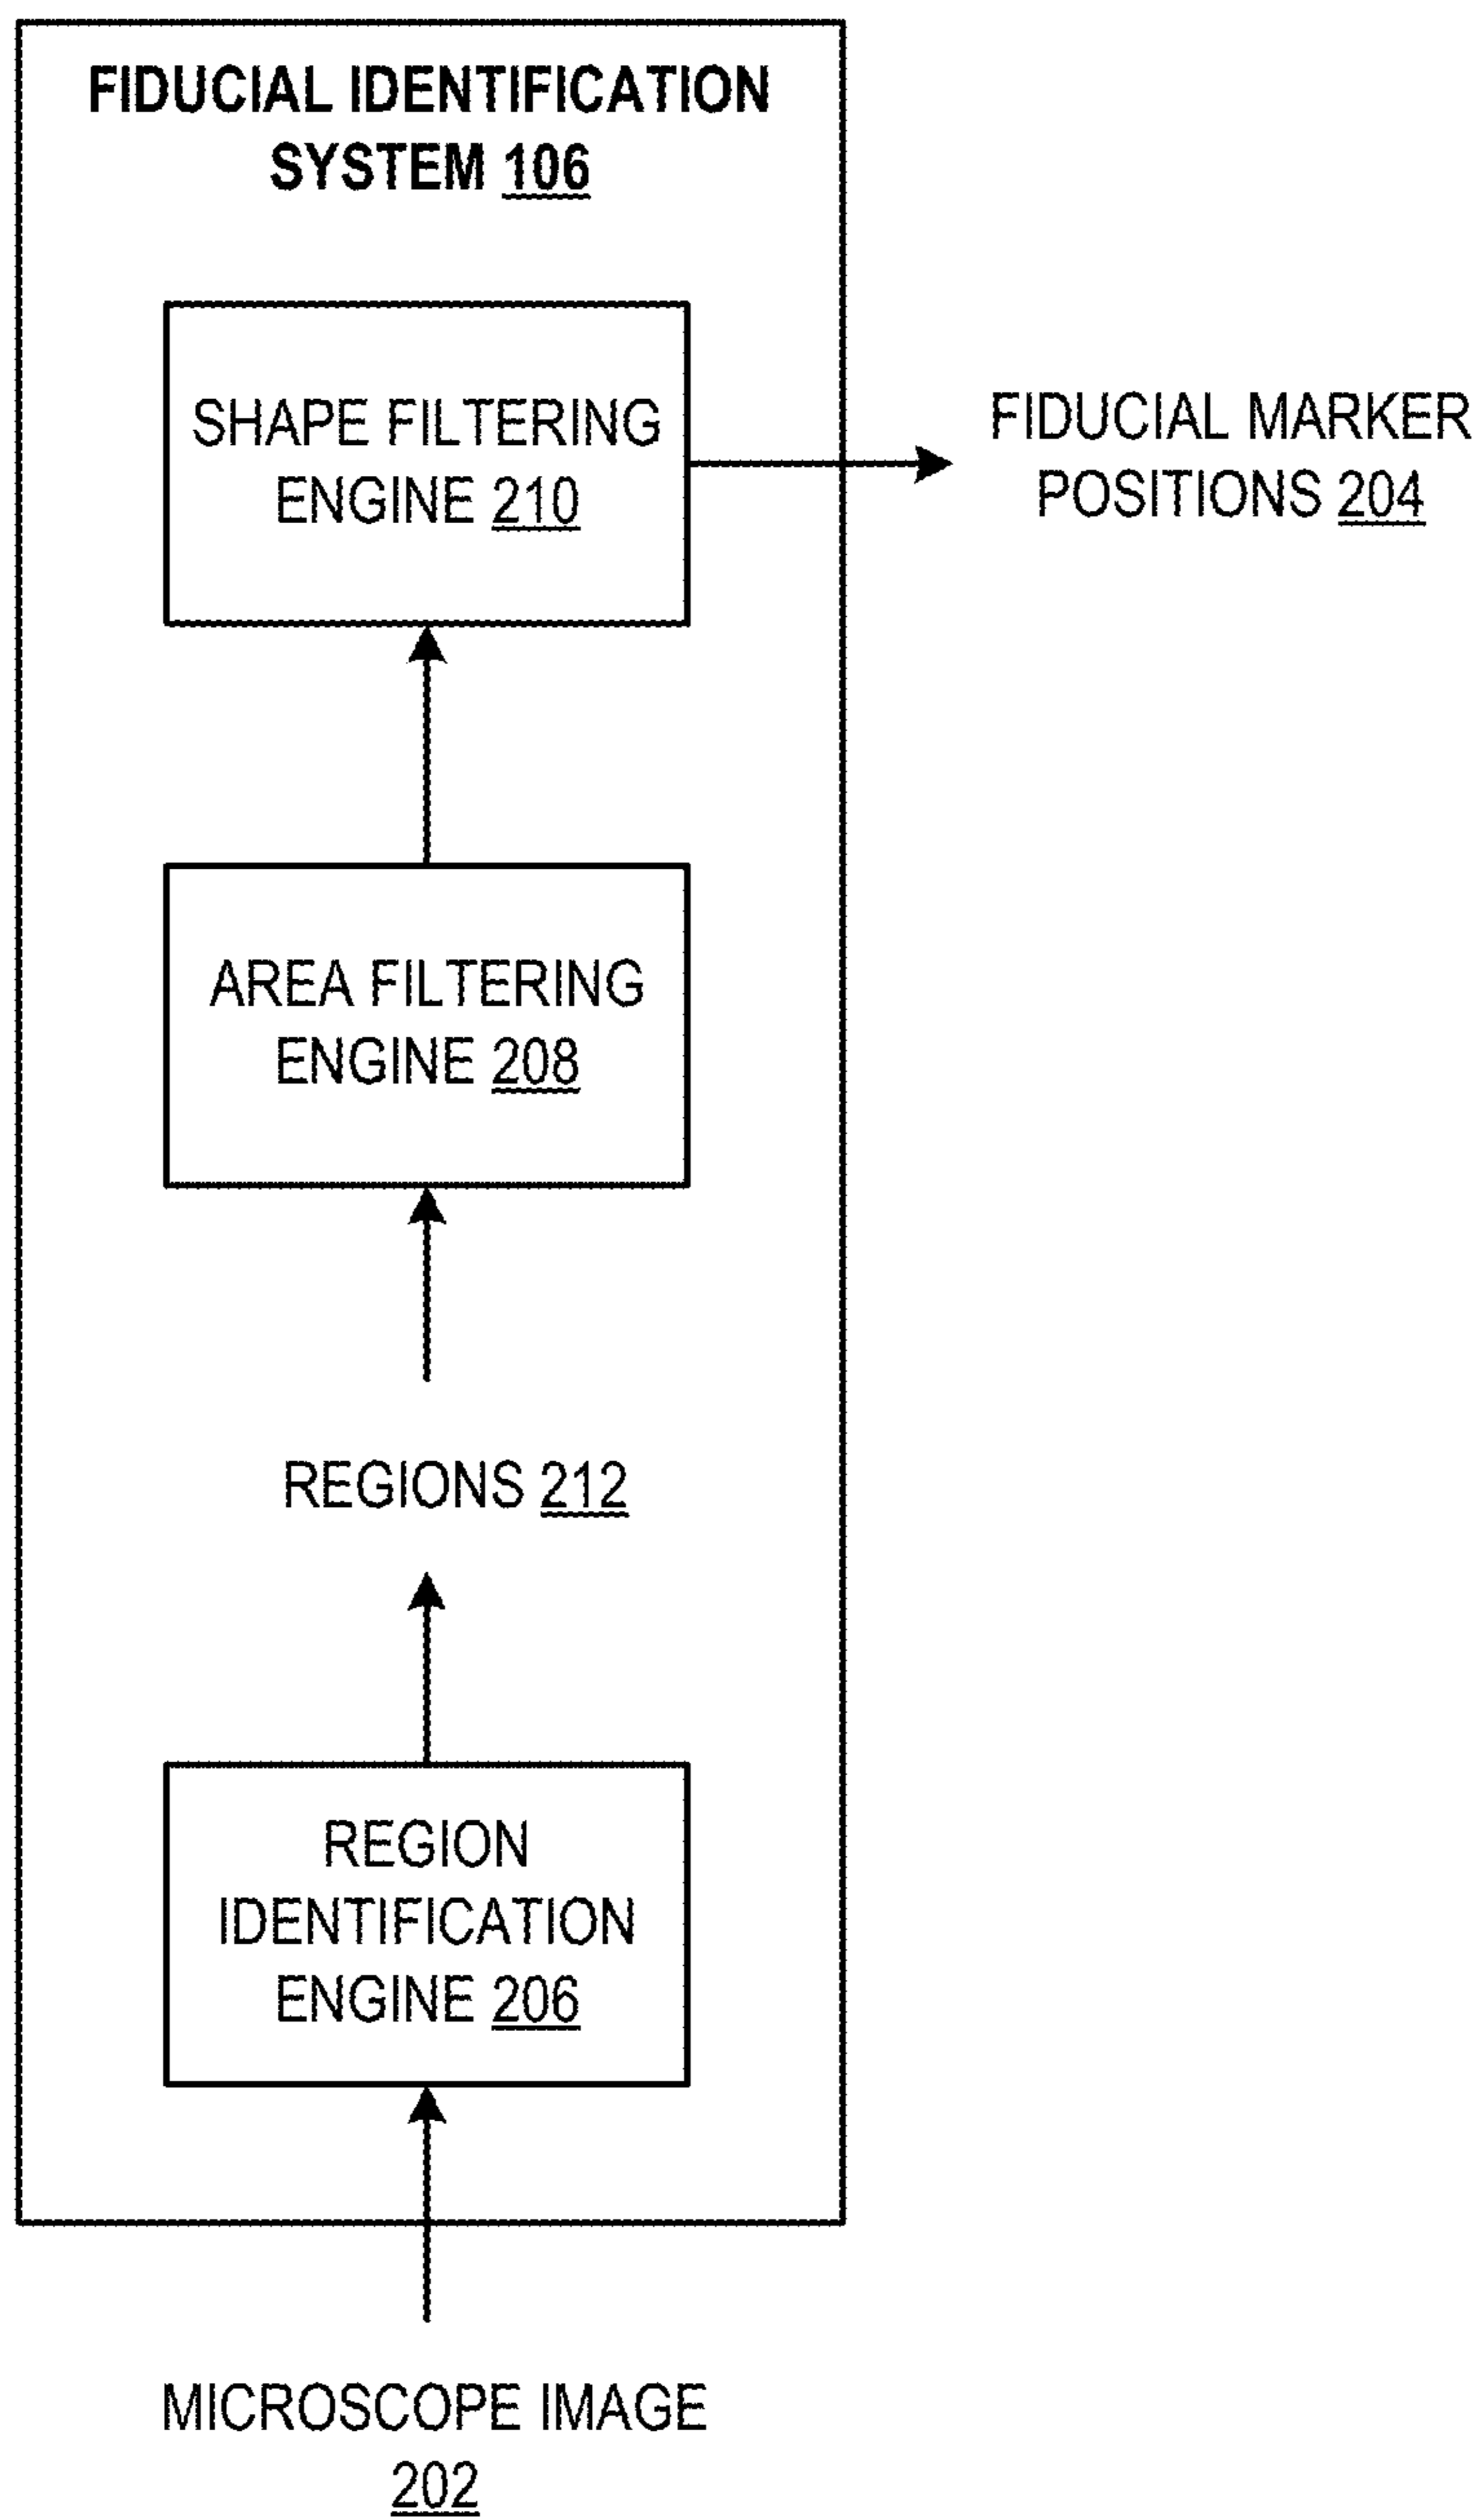 FIDUCIAL IDENTIFICATION
SYSTEM 106
SHAPE FILTERING
ENGINE 210
FIDUCIAL MARKER
POSITIONS 204
AREA FILTERING
ENGINE 208
REGIONS 212
REGION
IDENTIFICATION
ENGINE 206
MICROSCOPE IMAGE
202